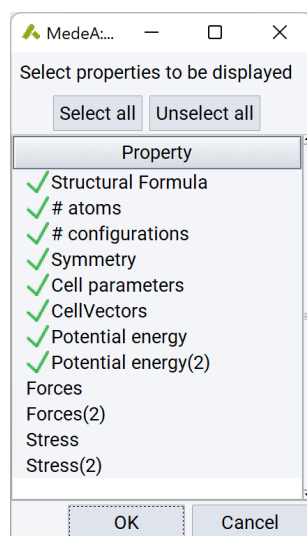 MedeA:...
Select properties to be displayed
Select all Unselect all
Property
Structural Formula
# atoms
# configurations
Symmetry
Cell parameters
CellVectors
Potential energy
Potential energy(2)
Forces
Forces(2)
Stress
Stress(2)
OK Cancel